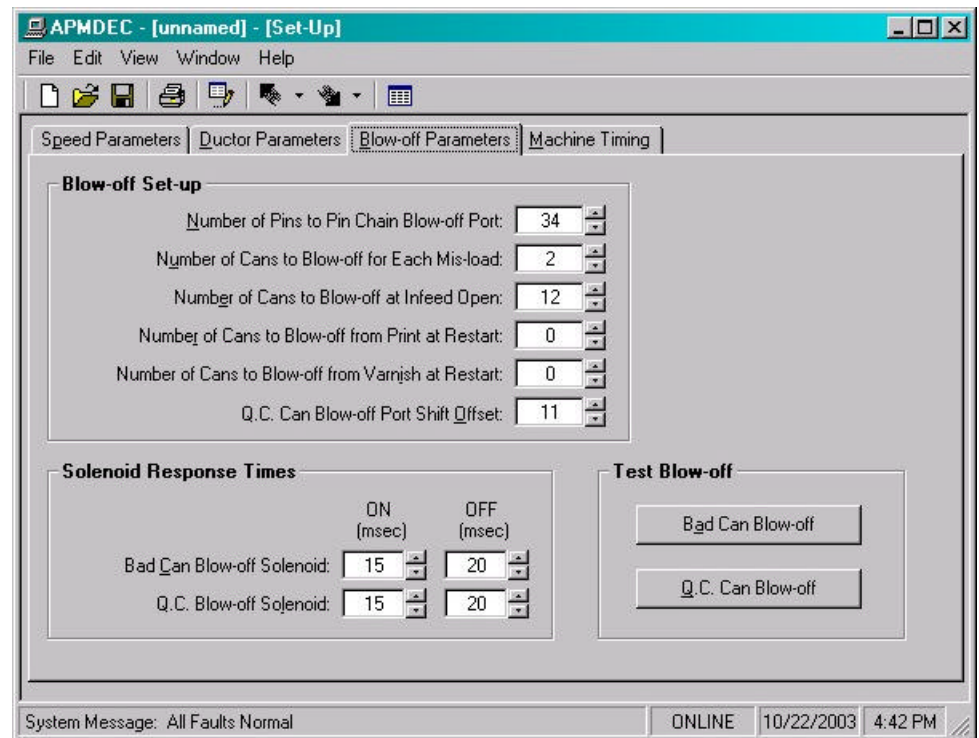 APMDEC - [unnamed] - [Set-Up]
File Edit View Window Help
Speed Parameters Ductor Parameters Blow-off Parameters Machine Timing
Blow-off Set-up
Number of Pins to Pin Chain Blow-off Port: 34
Number of Cans to Blow-off for Each Mis-load: 2
Number of Cans to Blow-off at Infeed Open: 12
Number of Cans to Blow-off from Print at Restart: 0
Number of Cans to Blow-off from Varnish at Restart: 0
Q.C. Can Blow-off Port Shift Offset: 11
Solenoid Response Times
ON OFF
(msec) (msec)
Bad Can Blow-off Solenoid: 15 20
Q.C. Blow-off Solenoid: 15 20
Test Blow-off
Bad Can Blow-off
Q.C. Can Blow-off
System Message: All Faults Normal ONLINE 10/22/2003 4:42 PM